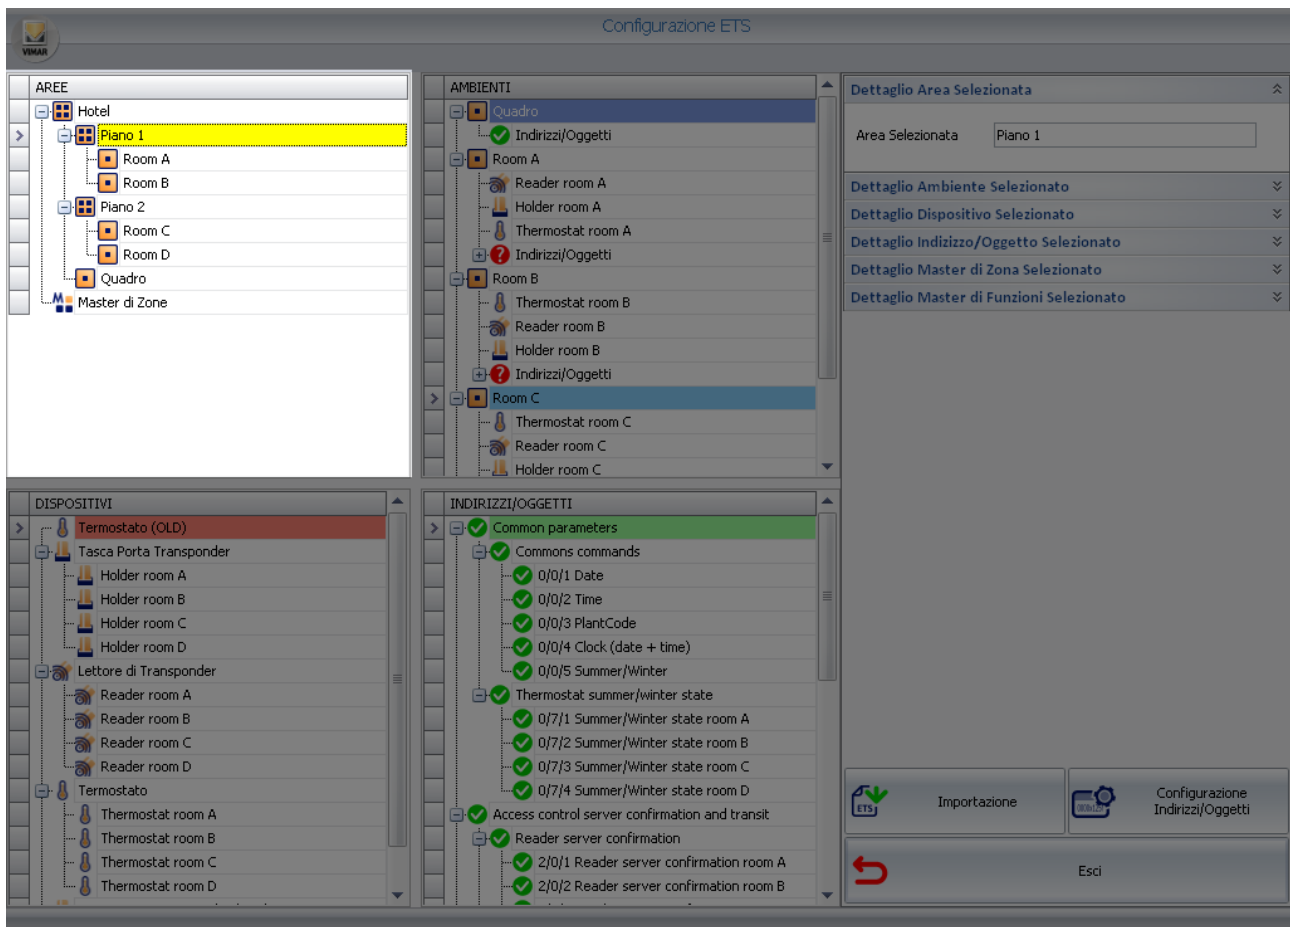 Configurazione ETS
VIMAR
AREE
Hotel
Piano 1
Room A
Room B
Piano 2
Room C
Room D
Quadro
Master di Zone
AMBIENTI
Quadro
Indirizzi/Oggetti
Room A
Reader room A
Holder room A
Thermostat room A
Indirizzi/Oggetti
Room B
Thermostat room B
Reader room B
Holder room B
Indirizzi/Oggetti
Room C
Thermostat room C
Reader room C
Holder room C
Dettaglio Area Selezionata
Area Selezionata Piano 1
Dettaglio Ambiente Selezionato
Dettaglio Dispositivo Selezionato
Dettaglio Indizizzo/Oggetto Selezionato
Dettaglio Master di Zona Selezionato
Dettaglio Master di Funzioni Selezionato
DISPOSITIVI
Termostato (OLD)
Tasca Porta Transponder
Holder room A
Holder room B
Holder room C
Holder room D
Lettore di Transponder
Reader room A
Reader room B
Reader room C
Reader room D
Termostato
Thermostat room A
Thermostat room B
Thermostat room C
Thermostat room D
INDIRIZZI/OGGETTI
Common parameters
Commons commands
0/0/1 Date
0/0/2 Time
0/0/3 PlantCode
0/0/4 Clock (date + time)
0/0/5 Summer/Winter
Thermostat summer/winter state
0/7/1 Summer/Winter state room A
0/7/2 Summer/Winter state room B
0/7/3 Summer/Winter state room C
0/7/4 Summer/Winter state room D
Access control server confirmation and transit
Reader server confirmation
2/0/1 Reader server confirmation room A
2/0/2 Reader server confirmation room B
ETS
Importazione
Configurazione
Indirizzi/Oggetti
Esci